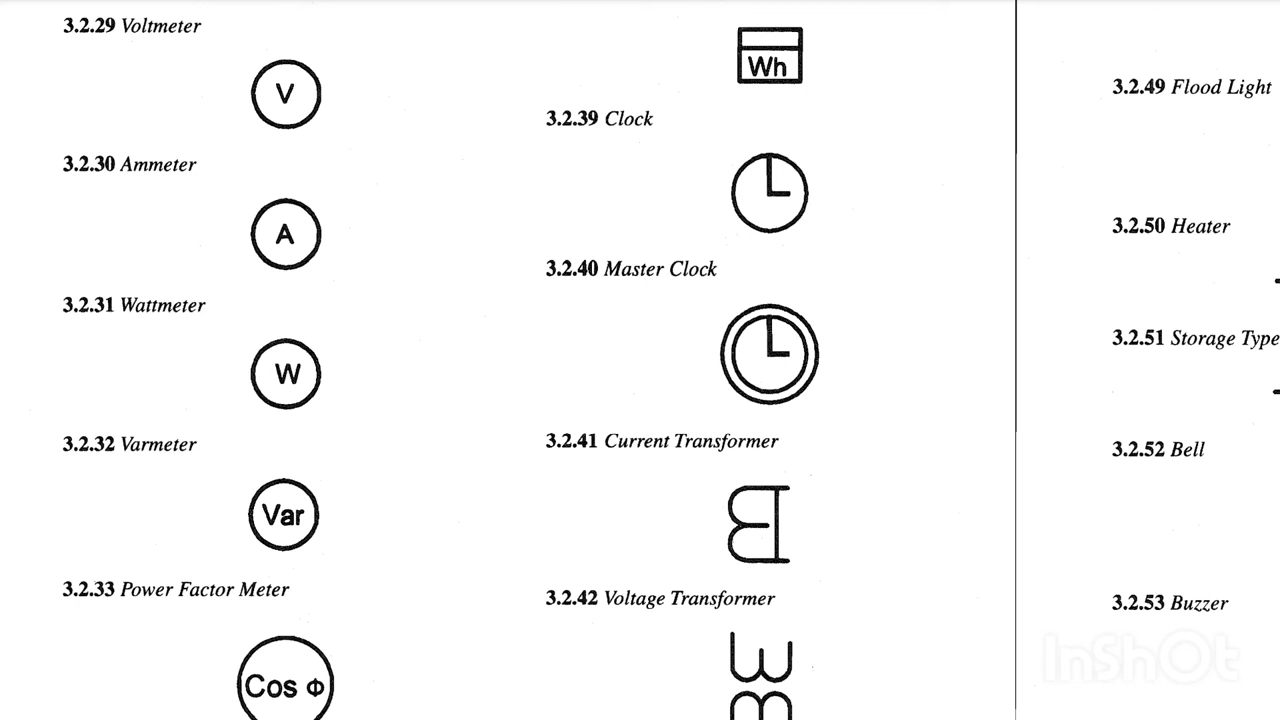 3.2.29 Voltmeter
V
3.2.30 Ammeter
A
3.2.31 Wattmeter
W
3.2.32 Varmeter
Var
3.2.33 Power Factor Meter
Cos Φ
Wh
3.2.39 Clock
3.2.40 Master Clock
3.2.41 Current Transformer
3.2.42 Voltage Transformer
3.2.49 Flood Light
3.2.50 Heater
3.2.51 Storage Type
3.2.52 Bell
3.2.53 Buzzer
InShOt